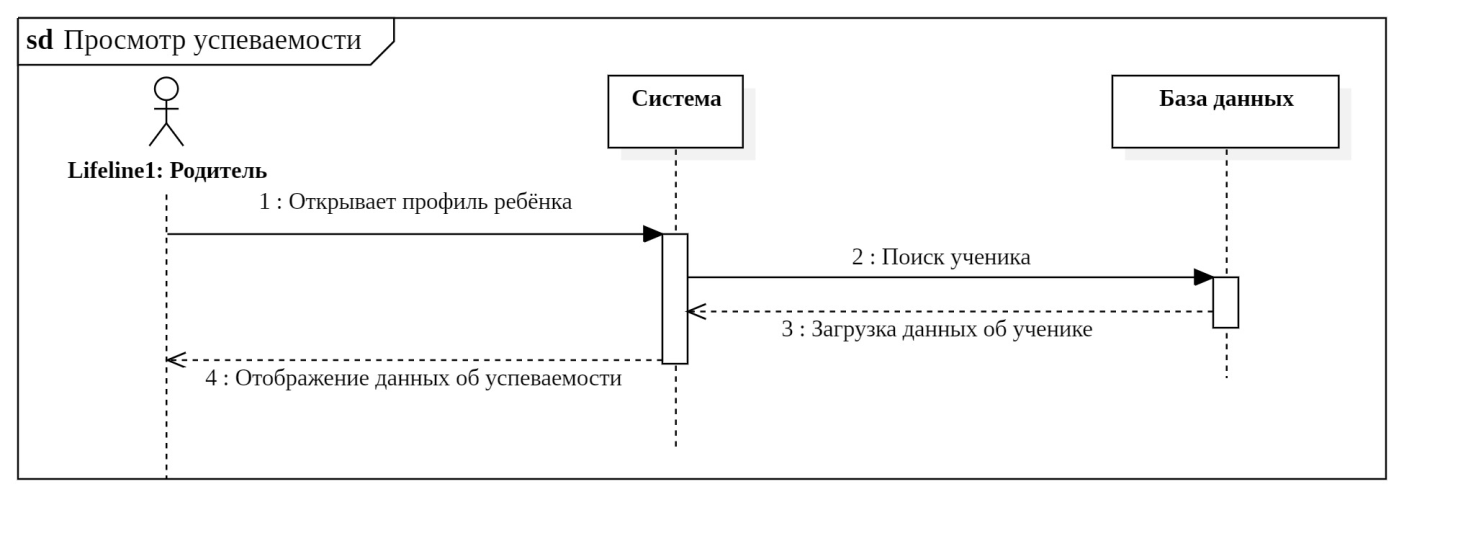 sd Просмотр успеваемости
Система
База данных
Lifeline1: Родитель
1 : Открывает профиль ребёнка
2 : Поиск ученика
3 : Загрузка данных об ученике
4 : Отображение данных об успеваемости